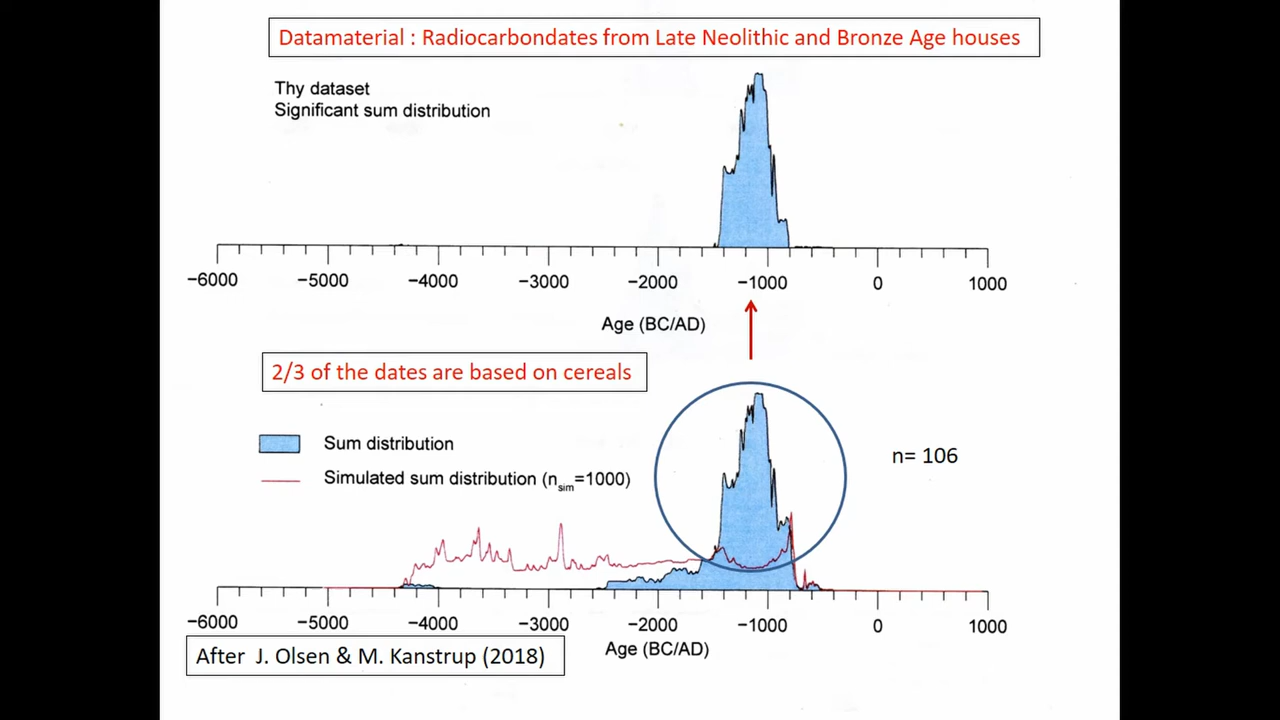 Datamaterial : Radiocarbondates from Late Neolithic and Bronze Age houses
Thy dataset
Significant sum distribution
−6000 −5000 −4000 −3000 −2000 −1000 0 1000
Age (BC/AD)
2/3 of the dates are based on cereals
Sum distribution
n= 106
Simulated sum distribution (nsim=1000)
−6000 −5000 −4000 −3000 −2000 −1000 0 1000
Age (BC/AD)
After J. Olsen & M. Kanstrup (2018)